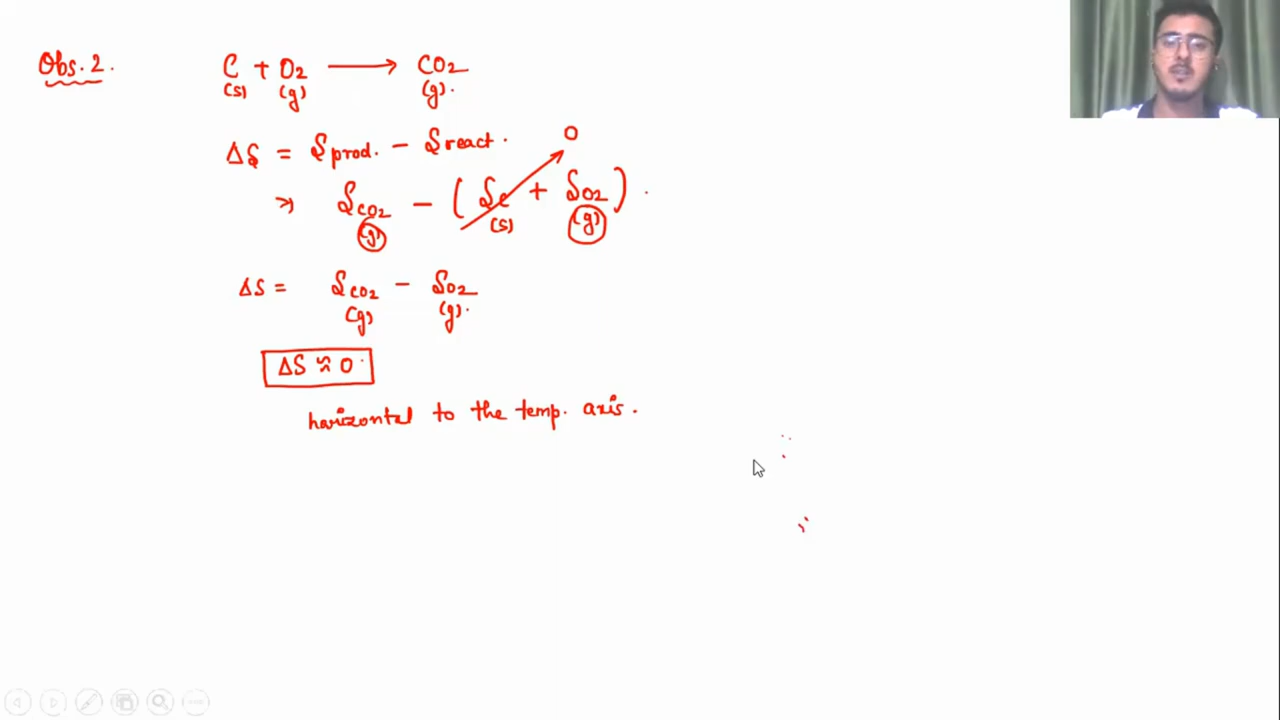 Obs. 2.
C + O2 ⟶ CO2
(s) (g) (g).
ΔS = Sprod. − Sreact.
⇒ SCO2 − (SC + SO2).
(g) (s) (g)
0
ΔS = SCO2 − SO2
(g) (g).
ΔS ≈ 0.
horizontal to the temp. axis.